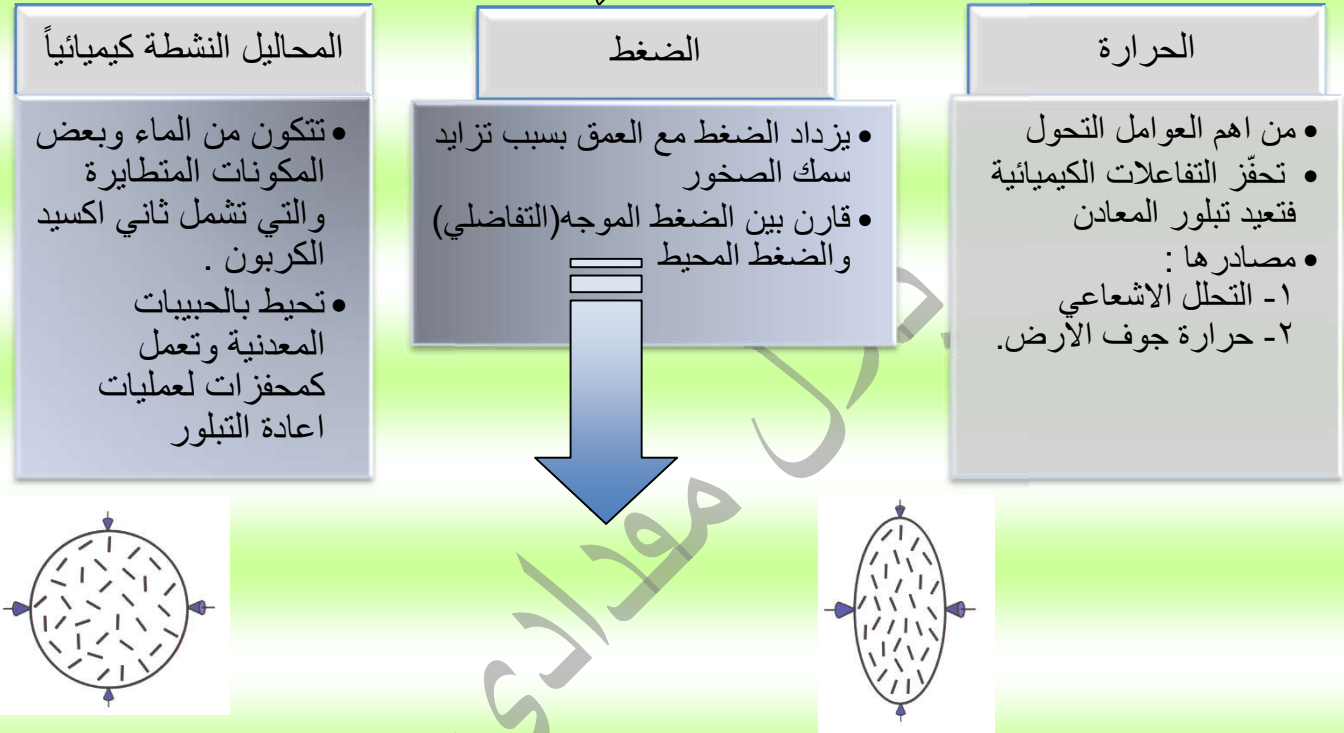 الحرارة
• من اهم العوامل التحول
• تحفّز التفاعلات الكيميائية
فتعيد تبلور المعادن
• مصادرها :
١- التحلل الاشعاعي
٢- حرارة جوف الارض.
الضغط
• يزداد الضغط مع العمق بسبب تزايد
سمك الصخور
• قارن بين الضغط الموجه(التفاضلي)
والضغط المحيط
المحاليل النشطة كيميائياً
• تتكون من الماء وبعض
المكونات المتطايرة
والتي تشمل ثاني اكسيد
الكربون .
• تحيط بالحبيبات
المعدنية وتعمل
كمحفزات لعمليات
اعادة التبلور